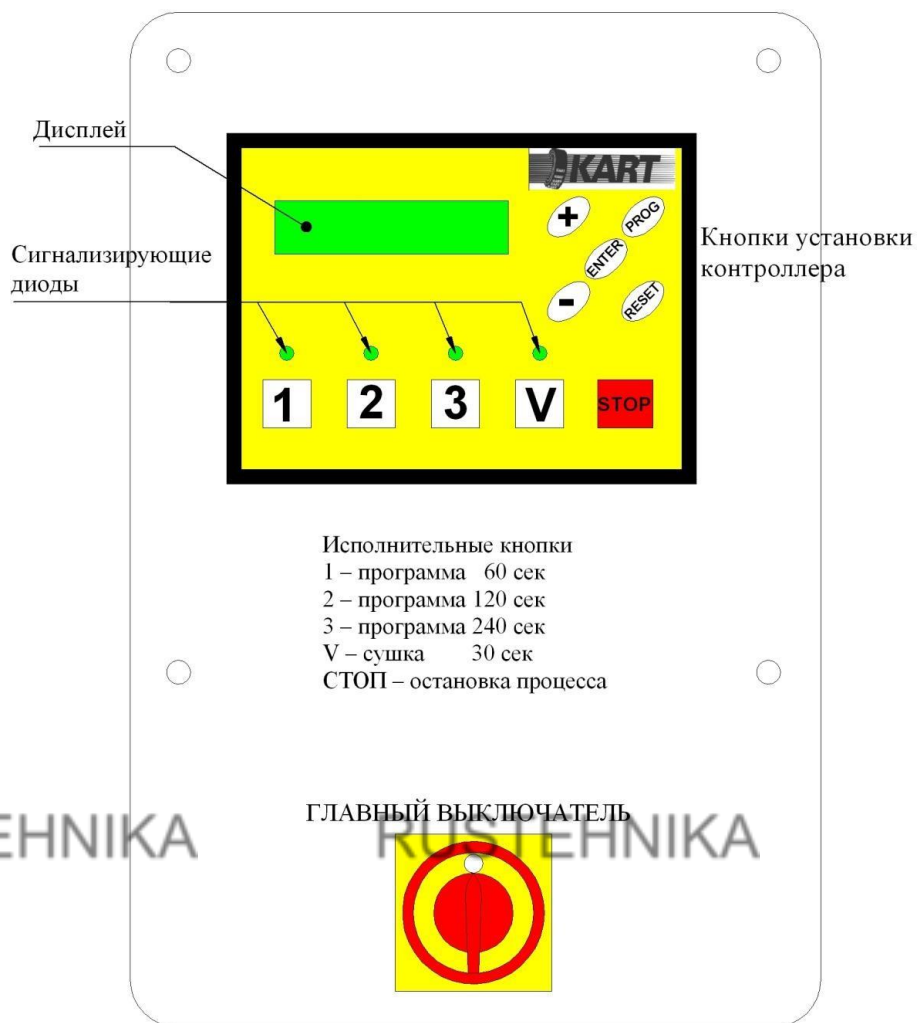 Дисплей
KART
+
PROG
ENTER
-
RESET
Кнопки установки
контроллера
Сигнализирующие
диоды
1 2 3 V STOP
Исполнительные кнопки
1 – программа 60 сек
2 – программа 120 сек
3 – программа 240 сек
V – сушка 30 сек
СТОП – остановка процесса
ГЛАВНЫЙ ВЫКЛЮЧАТЕЛЬ
EHNIKA RUSTEHNIKA